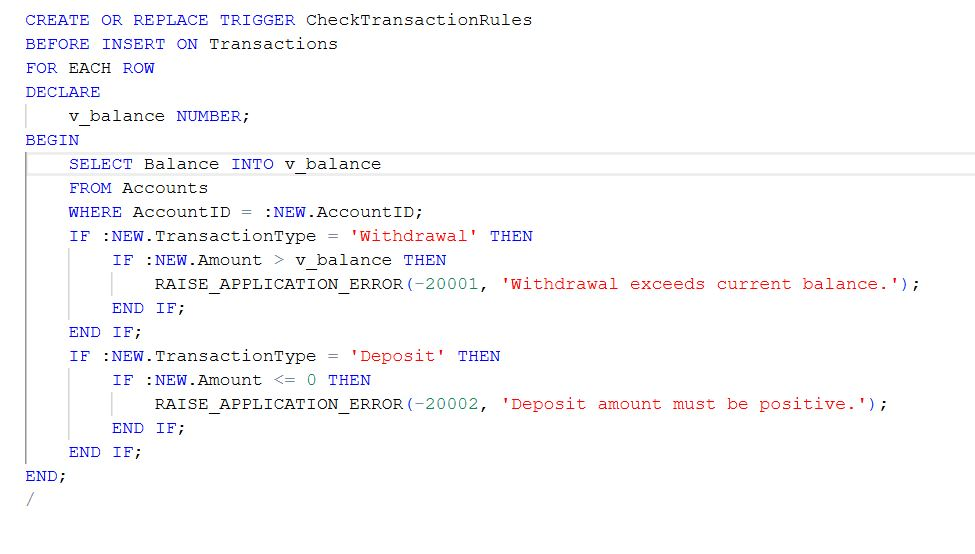 CREATE OR REPLACE TRIGGER CheckTransactionRules
BEFORE INSERT ON Transactions
FOR EACH ROW
DECLARE
    v_balance NUMBER;
BEGIN
    SELECT Balance INTO v_balance
    FROM Accounts
    WHERE AccountID = :NEW.AccountID;
    IF :NEW.TransactionType = 'Withdrawal' THEN
        IF :NEW.Amount > v_balance THEN
            RAISE_APPLICATION_ERROR(-20001, 'Withdrawal exceeds current balance.');
        END IF;
    END IF;
    IF :NEW.TransactionType = 'Deposit' THEN
        IF :NEW.Amount <= 0 THEN
            RAISE_APPLICATION_ERROR(-20002, 'Deposit amount must be positive.');
        END IF;
    END IF;
END;
/